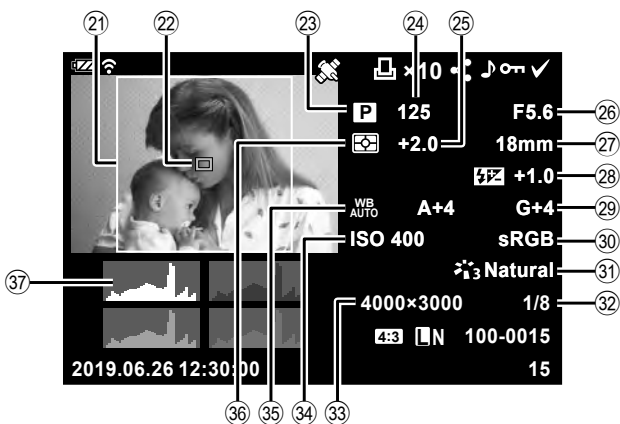 21 22 23 24 25
×10
P 125 F5.6 26
+2.0 18mm 27
+1.0 28
WB AUTO A+4 G+4 29
ISO 400 sRGB 30
3 Natural 31
37 4000×3000 1/8 32
4:3 L N 100-0015
2019.06.26 12:30:00 15
36 35 34 33